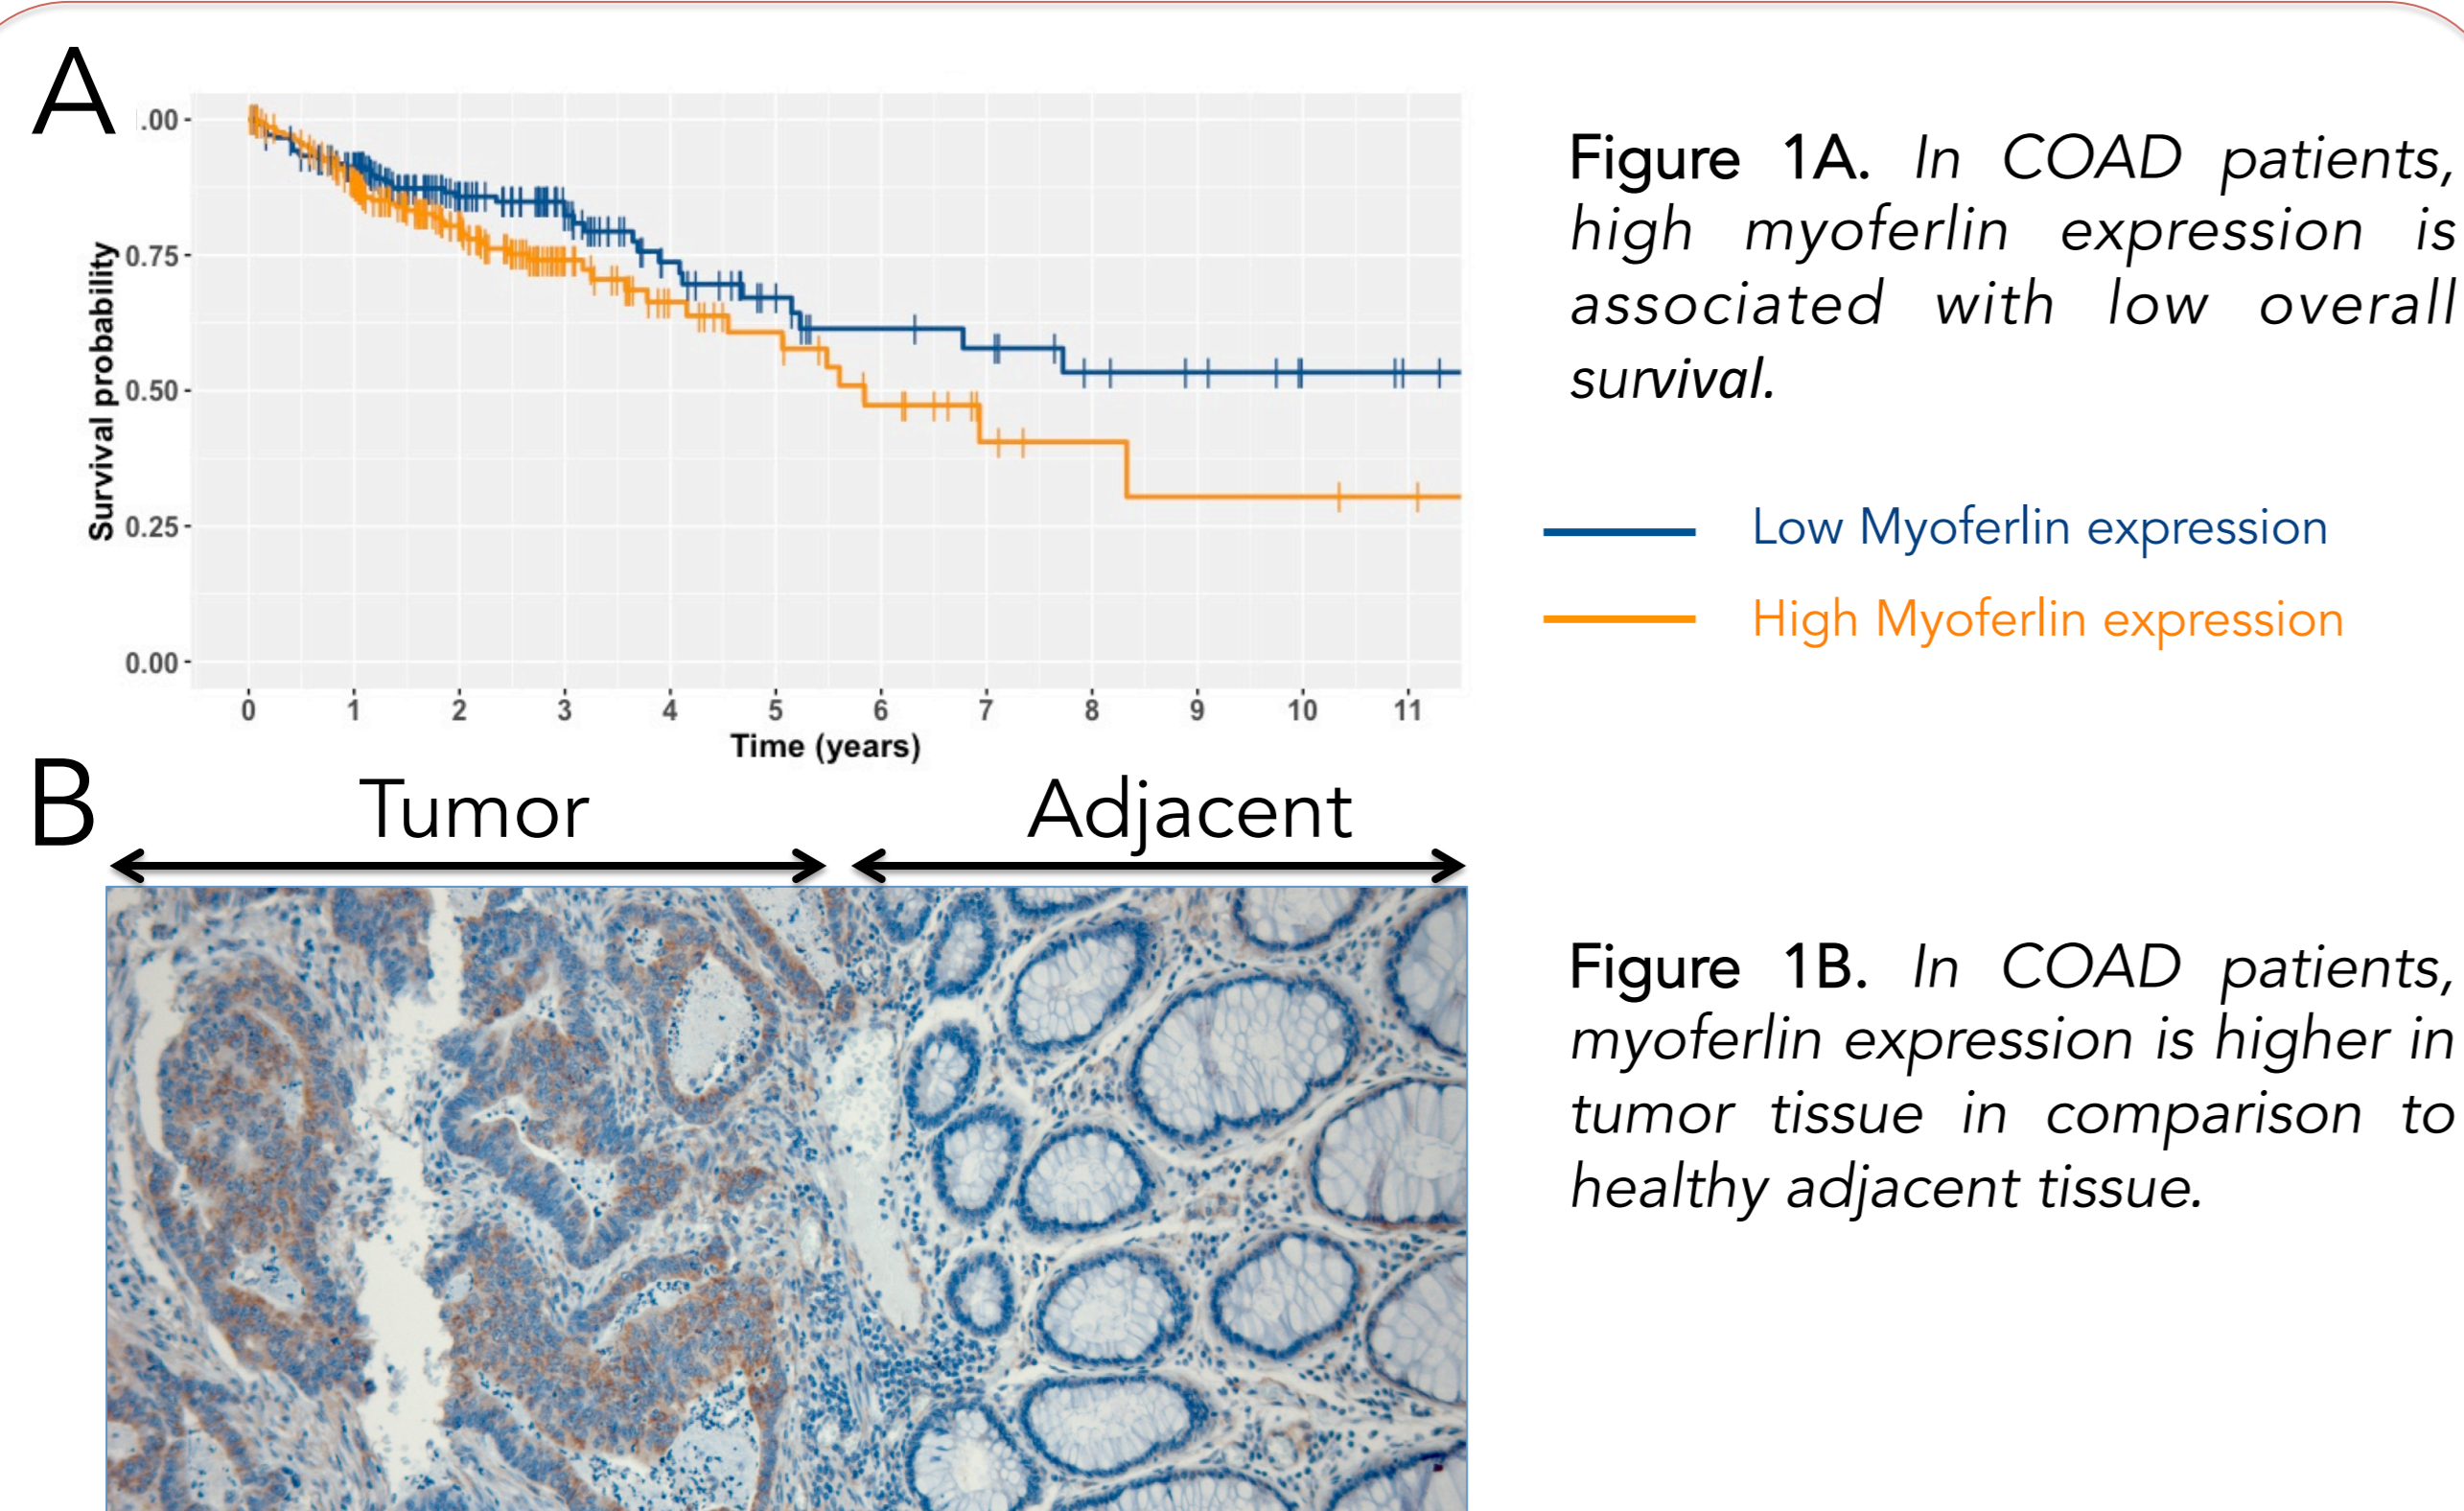 A
.00
0.75
0.50
0.25
0.00
Survival probability
0 1 2 3 4 5 6 7 8 9 10 11
Time (years)
Figure 1A. In COAD patients,
high myoferlin expression is
associated with low overall
survival.
Low Myoferlin expression
High Myoferlin expression
B
Tumor
Adjacent
Figure 1B. In COAD patients,
myoferlin expression is higher in
tumor tissue in comparison to
healthy adjacent tissue.